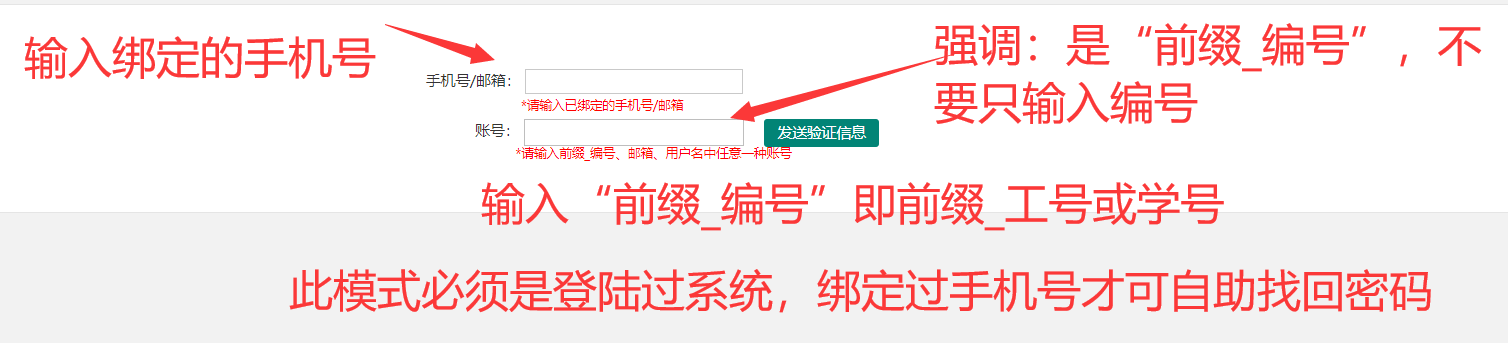 输入绑定的手机号
强调：是“前缀_编号”，不
要只输入编号
手机号/邮箱：
*请输入已绑定的手机号/邮箱
账号：
发送验证信息
*请输入前缀_编号、邮箱、用户名中任意一种账号
输入“前缀_编号”即前缀_工号或学号
此模式必须是登陆过系统，绑定过手机号才可自助找回密码